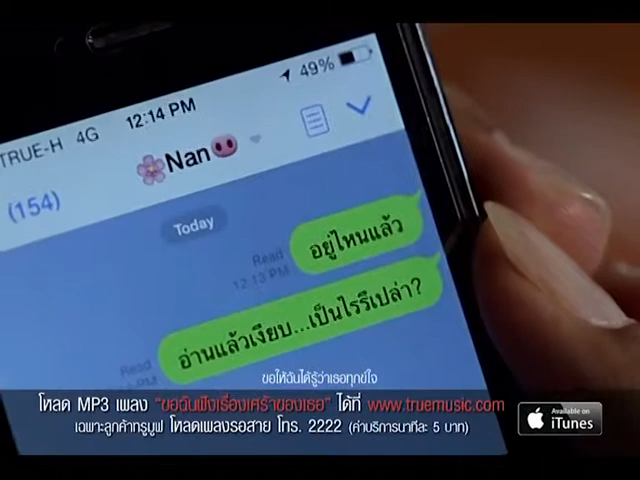 TRUE-H 4G 12:14 PM 49%
(154) Nan
Today
อยู่ไหนแล้ว
Read
12:13 PM
อ่านแล้วเงียบ...เป็นไรรึเปล่า?
Read
PM
ขอให้ฉันได้รู้ว่าเธอทุกข์ใจ
โหลด MP3 เพลง "ขอฉันฟังเรื่องเศร้าของเธอ" ได้ที่ www.truemusic.com
เฉพาะลูกค้าทรูมูฟ โหลดเพลงรอสาย โทร. 2222 (ค่าบริการนาทีละ 5 บาท)
Available on
iTunes